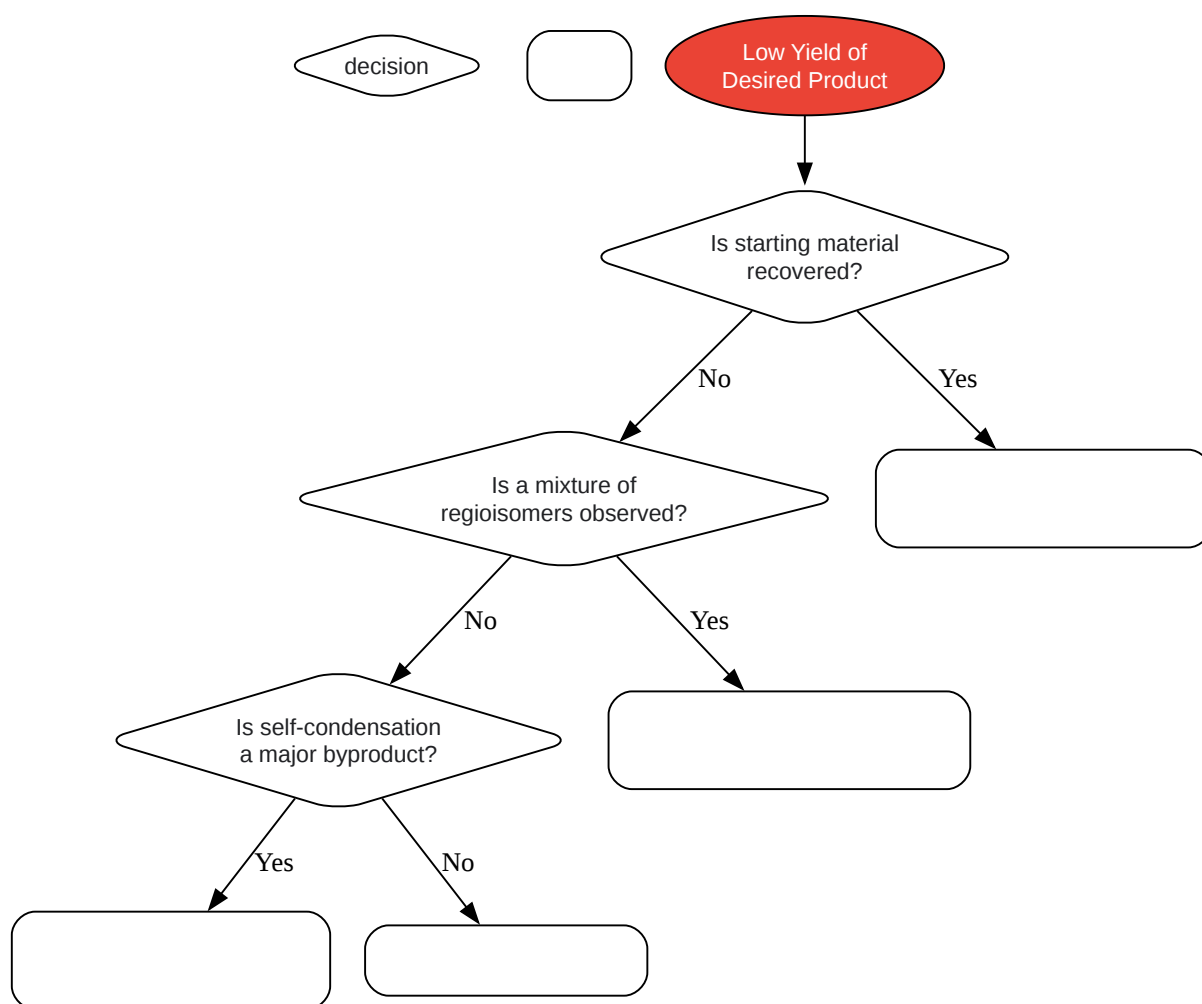 decision
Low Yield of
Desired Product
Is starting material
recovered?
No
Yes
Is a mixture of
regioisomers observed?
No
Yes
Is self-condensation
a major byproduct?
Yes
No